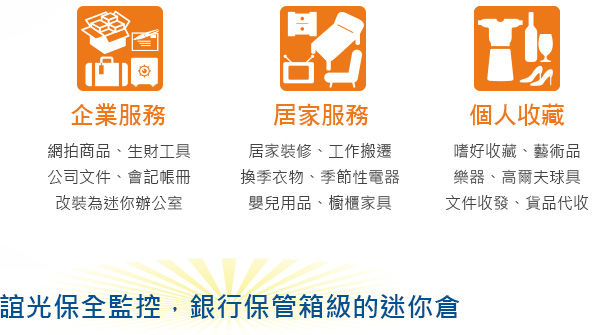 企業服務
網拍商品、生財工具
公司文件、會記帳冊
改裝為迷你辦公室
居家服務
居家裝修、工作搬遷
換季衣物、季節性電器
嬰兒用品、櫥櫃家具
個人收藏
嗜好收藏、藝術品
樂器、高爾夫球具
文件收發、貨品代收
誼光保全監控，銀行保管箱級的迷你倉